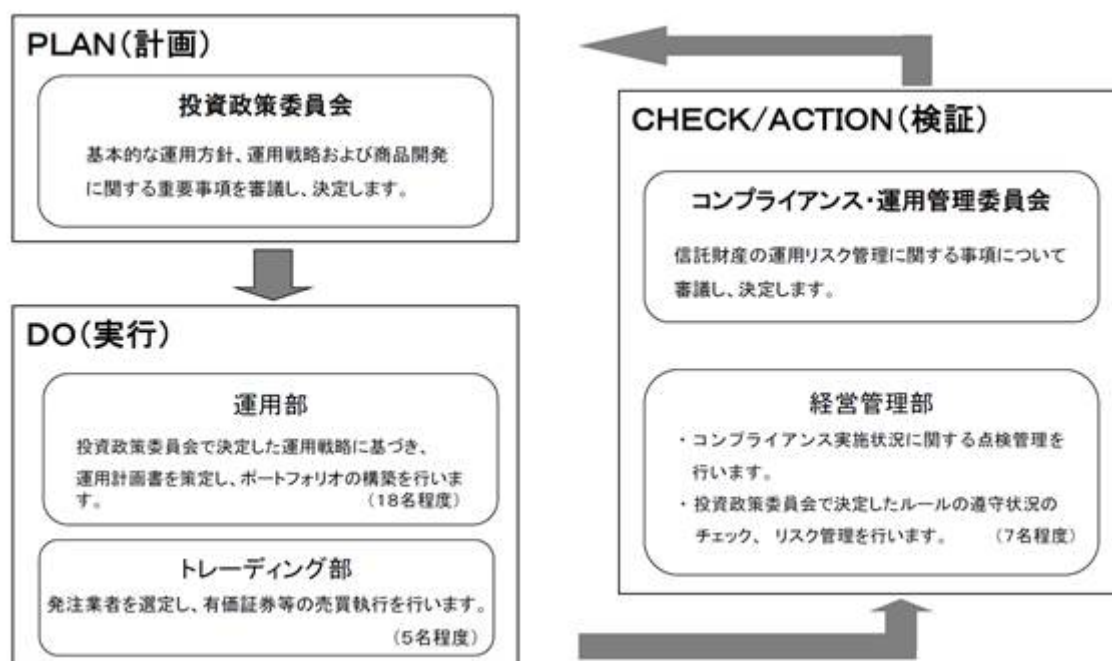 PLAN(計画)
投資政策委員会
基本的な運用方針、運用戦略および商品開発
に関する重要事項を審議し、決定します。
DO(実行)
運用部
投資政策委員会で決定した運用戦略に基づき、
運用計画書を策定し、ポートフォリオの構築を行いま
す。 (18名程度)
トレーディング部
発注業者を選定し、有価証券等の売買執行を行います。
(5名程度)
CHECK/ACTION(検証)
コンプライアンス・運用管理委員会
信託財産の運用リスク管理に関する事項について
審議し、決定します。
経営管理部
・コンプライアンス実施状況に関する点検管理を
行います。
・投資政策委員会で決定したルールの遵守状況の
チェック、 リスク管理を行います。 (7名程度)